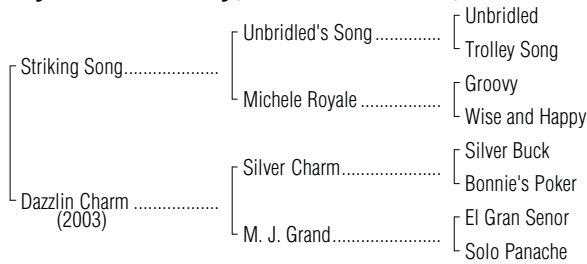 Unbridled
Unbridled's Song..............
Trolley Song
Striking Song...................
Groovy
Michele Royale .................
Wise and Happy
Silver Buck
Silver Charm.....................
Bonnie's Poker
Dazzlin Charm ..................
(2003)
El Gran Senor
M. J. Grand.......................
Solo Panache